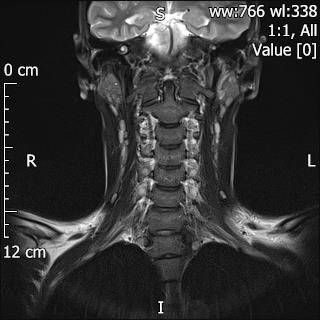 S
ww:766 wl:338
1:1, All
Value [0]
0 cm
R
L
12 cm
I